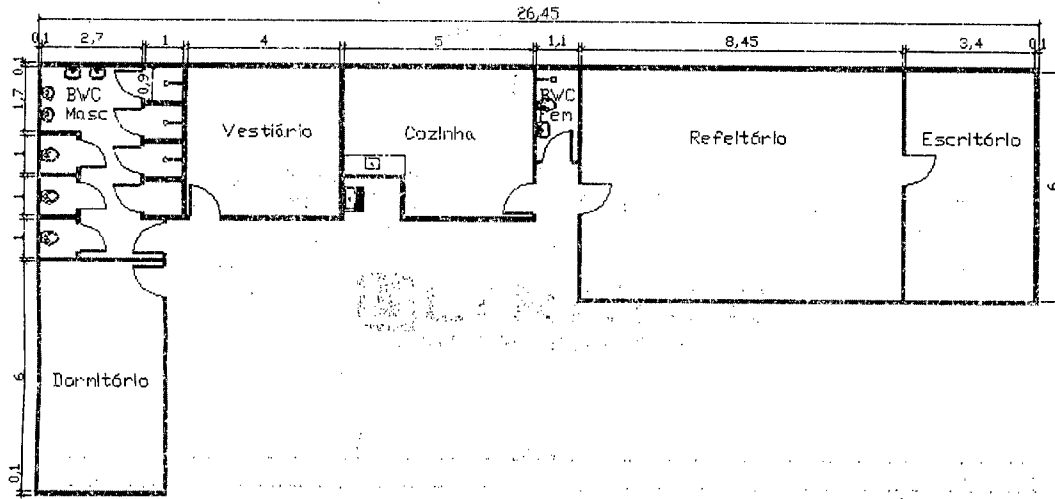 26,45
0,1 2,7 1 4 5 1,1 8,45 3,4 0,1
0,1
1,7
1
1
1
6
0,1
0,9
BWC
Masc
Vestiário
Cozinha
BWC
Fem
Refeitório
Escritório
6
Dormitório